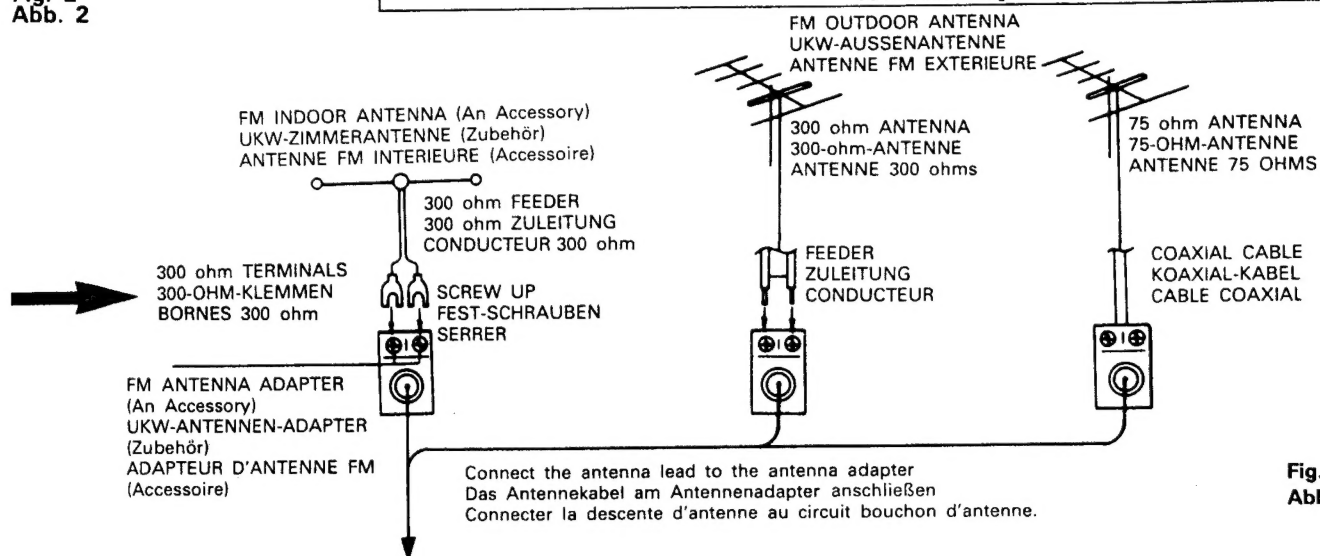 Abb. 2
FM OUTDOOR ANTENNA
UKW-AUSSENANTENNE
ANTENNE FM EXTERIEURE
FM INDOOR ANTENNA (An Accessory)
UKW-ZIMMERANTENNE (Zubehör)
ANTENNE FM INTERIEURE (Accessoire)
300 ohm ANTENNA
300-ohm-ANTENNE
ANTENNE 300 ohms
75 ohm ANTENNA
75-OHM-ANTENNE
ANTENNE 75 OHMS
300 ohm FEEDER
300 ohm ZULEITUNG
CONDUCTEUR 300 ohm
300 ohm TERMINALS
300-OHM-KLEMMEN
BORNES 300 ohm
SCREW UP
FEST-SCHRAUBEN
SERRER
FEEDER
ZULEITUNG
CONDUCTEUR
COAXIAL CABLE
KOAXIAL-KABEL
CABLE COAXIAL
FM ANTENNA ADAPTER
(An Accessory)
UKW-ANTENNEN-ADAPTER
(Zubehör)
ADAPTEUR D'ANTENNE FM
(Accessoire)
Connect the antenna lead to the antenna adapter
Das Antennekabel am Antennenadapter anschließen
Connecter la descente d'antenne au circuit bouchon d'antenne.
Fig.